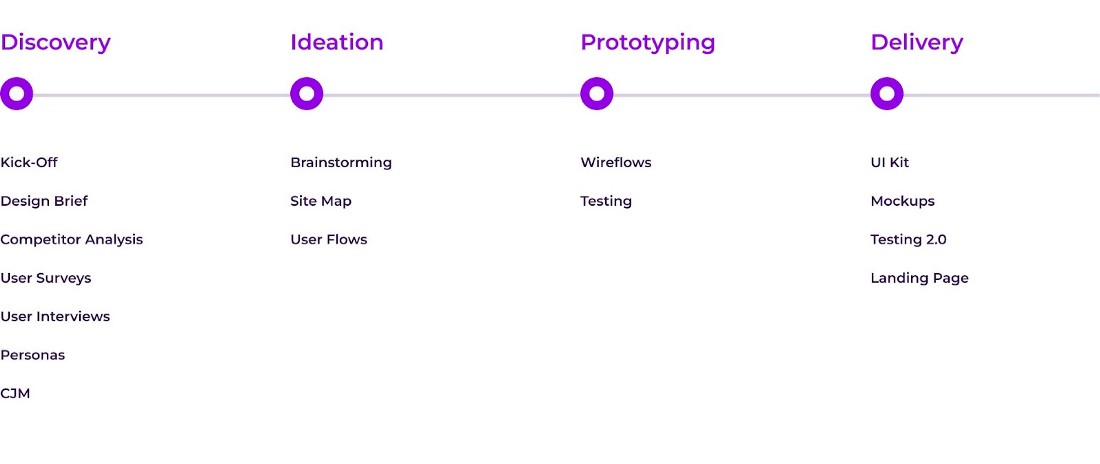 Discovery
Kick-Off
Design Brief
Competitor Analysis
User Surveys
User Interviews
Personas
CJM
Ideation
Brainstorming
Site Map
User Flows
Prototyping
Wireflows
Testing
Delivery
UI Kit
Mockups
Testing 2.0
Landing Page